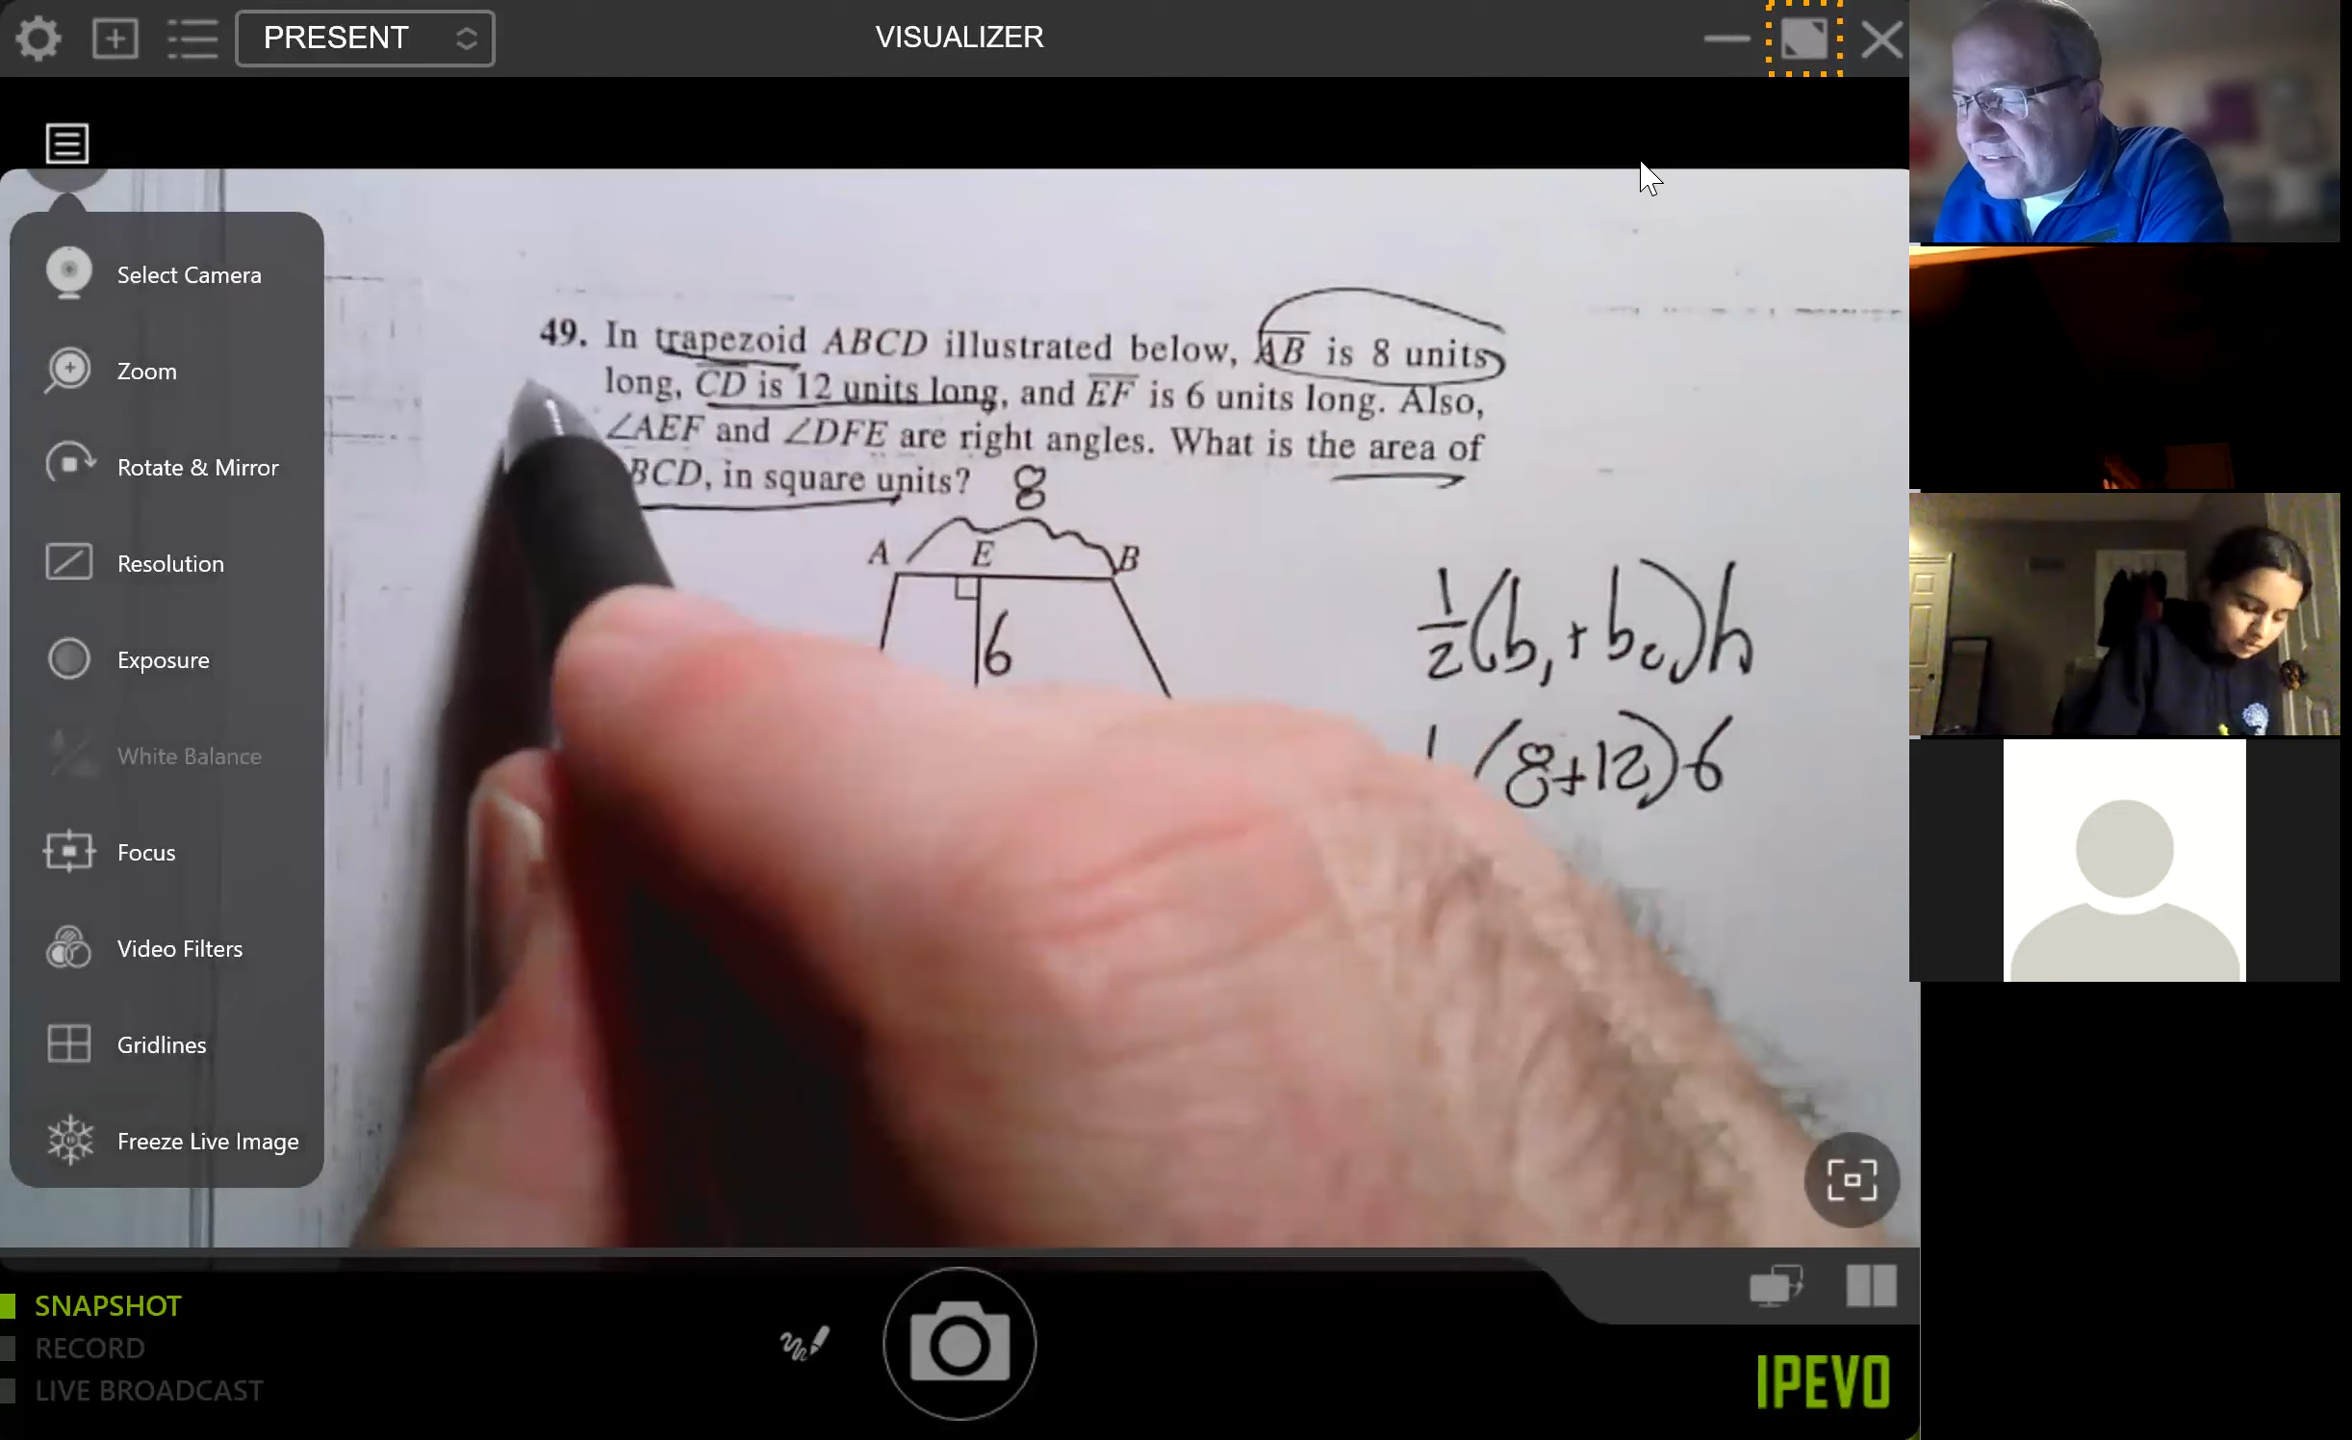 PRESENT
VISUALIZER
Select Camera
Zoom
Rotate & Mirror
Resolution
Exposure
White Balance
Focus
Video Filters
Gridlines
Freeze Live Image
49. In trapezoid ABCD illustrated below, AB is 8 units
long, CD is 12 units long, and EF is 6 units long. Also,
∠AEF and ∠DFE are right angles. What is the area of
BCD, in square units?
8
A E B
6
1/2(b₁+b₂)h
(8+12)6
SNAPSHOT
RECORD
LIVE BROADCAST
IPEVO